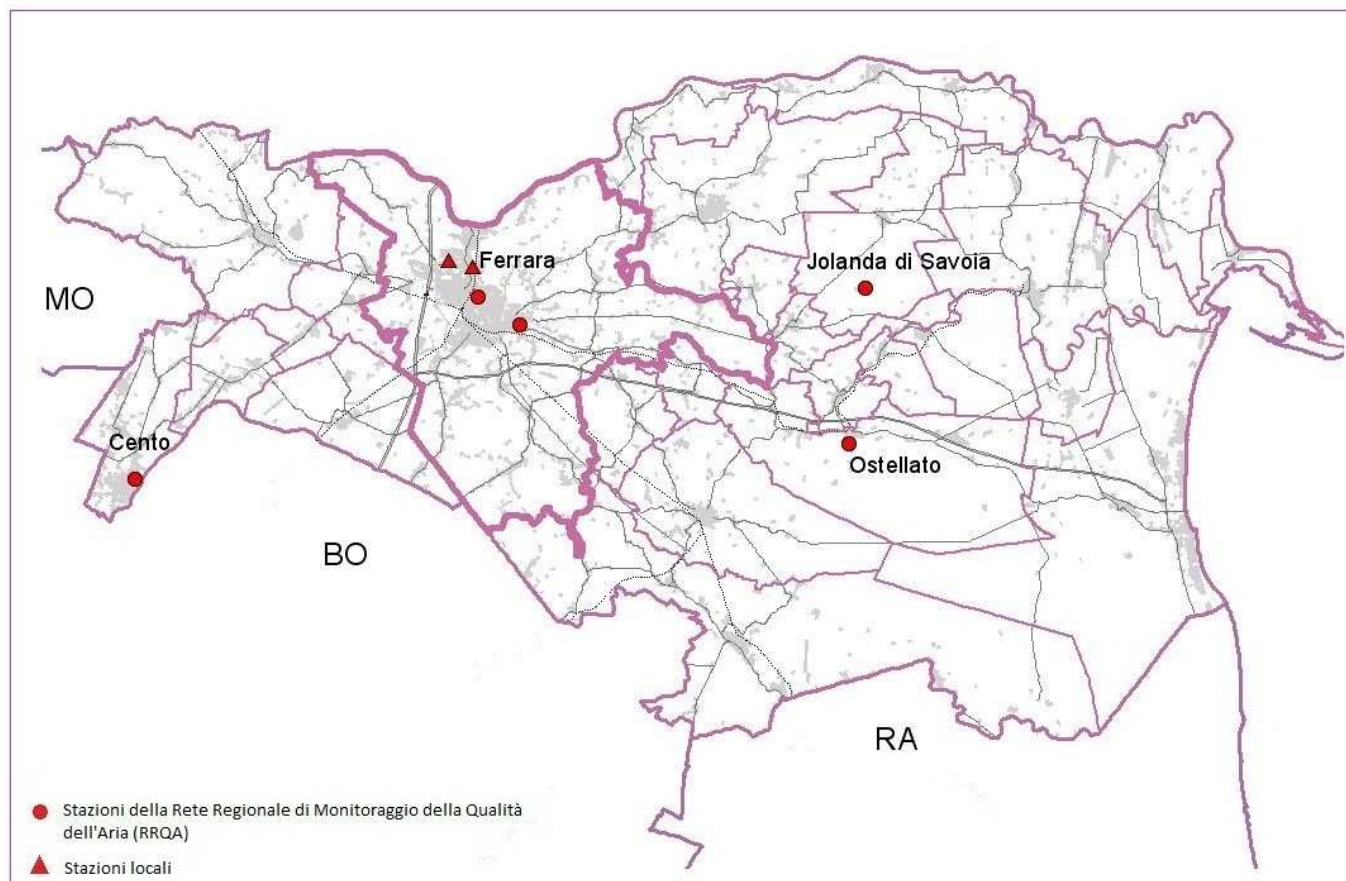 Ferrara
Jolanda di Savoia
MO
Cento
Ostellato
BO
RA
Stazioni della Rete Regionale di Monitoraggio della Qualità
dell'Aria (RRQA)
Stazioni locali